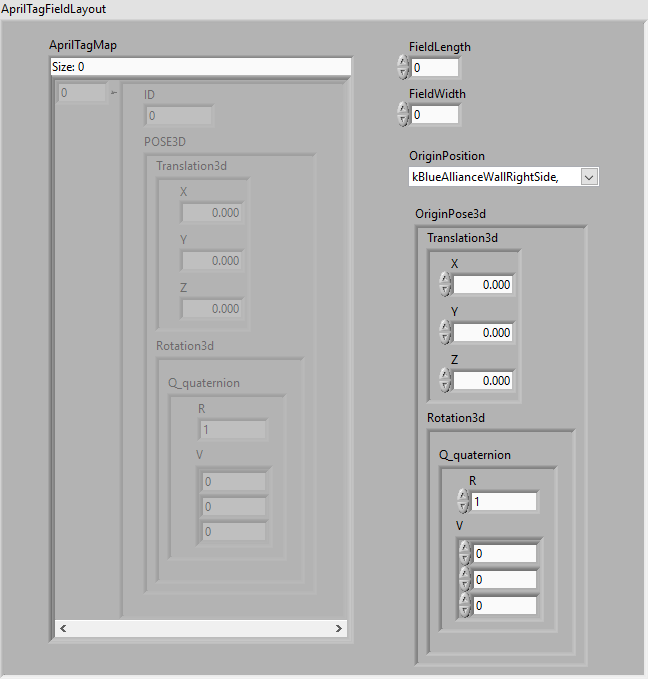 AprilTagFieldLayout
AprilTagMap
Size: 0
0
ID
0
POSE3D
Translation3d
X
0.000
Y
0.000
Z
0.000
Rotation3d
Q_quaternion
R
1
V
0
0
0
FieldLength
0
FieldWidth
0
OriginPosition
kBlueAllianceWallRightSide,
OriginPose3d
Translation3d
X
0.000
Y
0.000
Z
0.000
Rotation3d
Q_quaternion
R
1
V
0
0
0